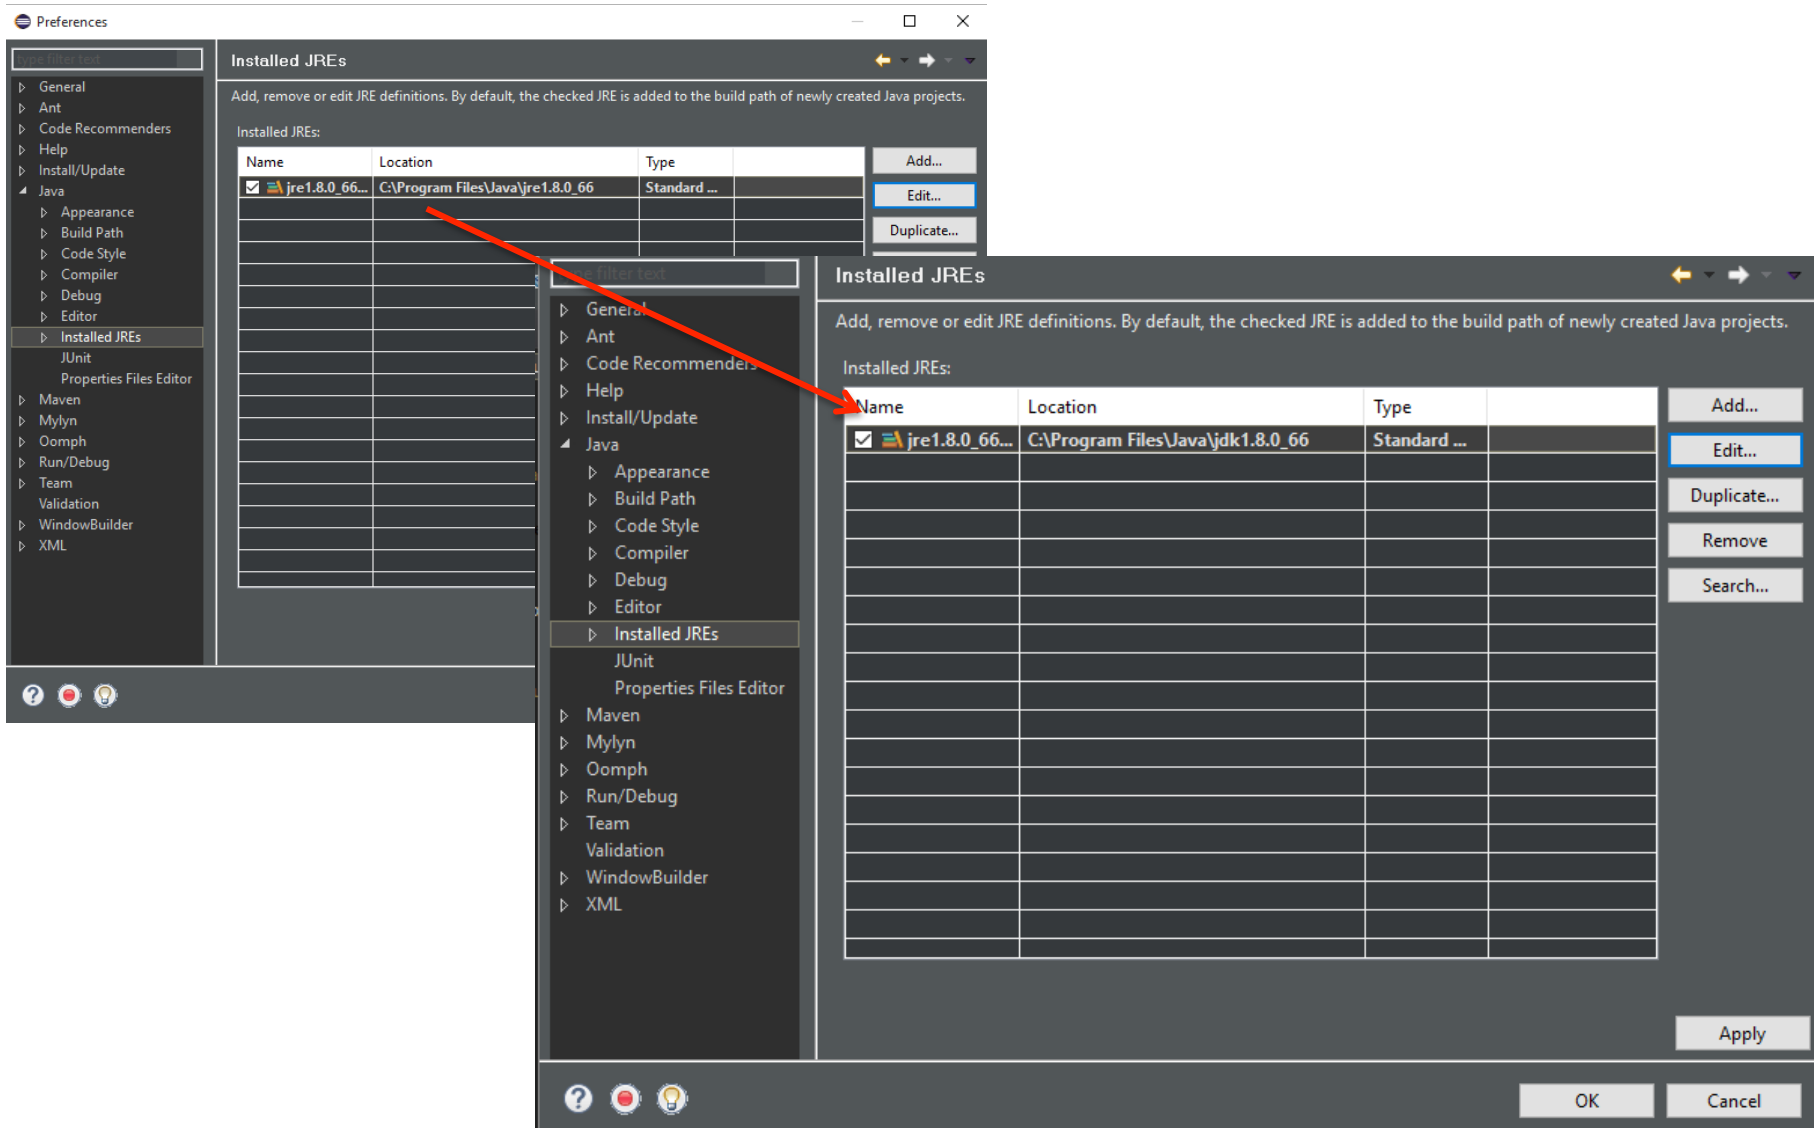 Preferences
type filter text
General
Ant
Code Recommenders
Help
Install/Update
Java
Appearance
Build Path
Code Style
Compiler
Debug
Editor
Installed JREs
JUnit
Properties Files Editor
Maven
Mylyn
Oomph
Run/Debug
Team
Validation
WindowBuilder
XML
Installed JREs
Add, remove or edit JRE definitions. By default, the checked JRE is added to the build path of newly created Java projects.
Installed JREs:
Name Location Type
jre1.8.0_66... C:\Program Files\Java\jre1.8.0_66 Standard ...
Add...
Edit...
Duplicate...
filter text
General
Ant
Code Recommenders
Help
Install/Update
Java
Appearance
Build Path
Code Style
Compiler
Debug
Editor
Installed JREs
JUnit
Properties Files Editor
Maven
Mylyn
Oomph
Run/Debug
Team
Validation
WindowBuilder
XML
Installed JREs
Add, remove or edit JRE definitions. By default, the checked JRE is added to the build path of newly created Java projects.
Installed JREs:
Name Location Type
jre1.8.0_66... C:\Program Files\Java\jdk1.8.0_66 Standard ...
Add...
Edit...
Duplicate...
Remove
Search...
Apply
OK Cancel